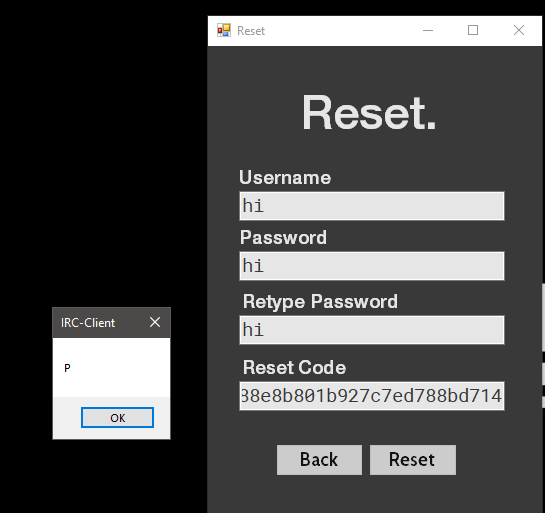 Reset
Reset.
Username
hi
Password
hi
Retype Password
hi
Reset Code
38e8b801b927c7ed788bd714
Back Reset
IRC-Client
P
OK